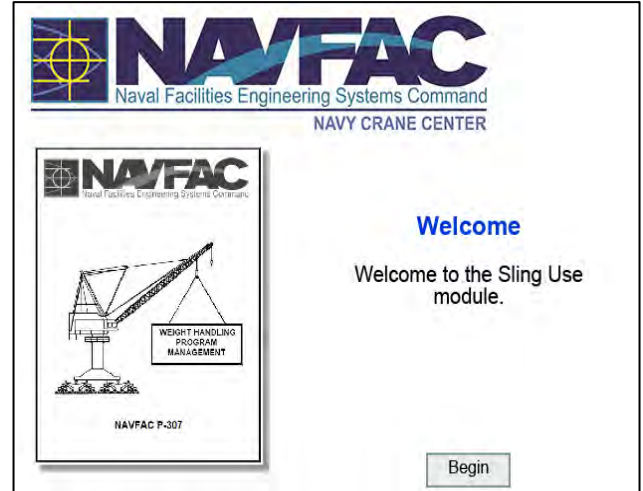 NAVFAC
Naval Facilities Engineering Systems Command
NAVY CRANE CENTER
NAVFAC
Naval Facilities Engineering Systems Command
WEIGHT HANDLING
PROGRAM
MANAGEMENT
NAVFAC P-307
Welcome
Welcome to the Sling Use
module.
Begin